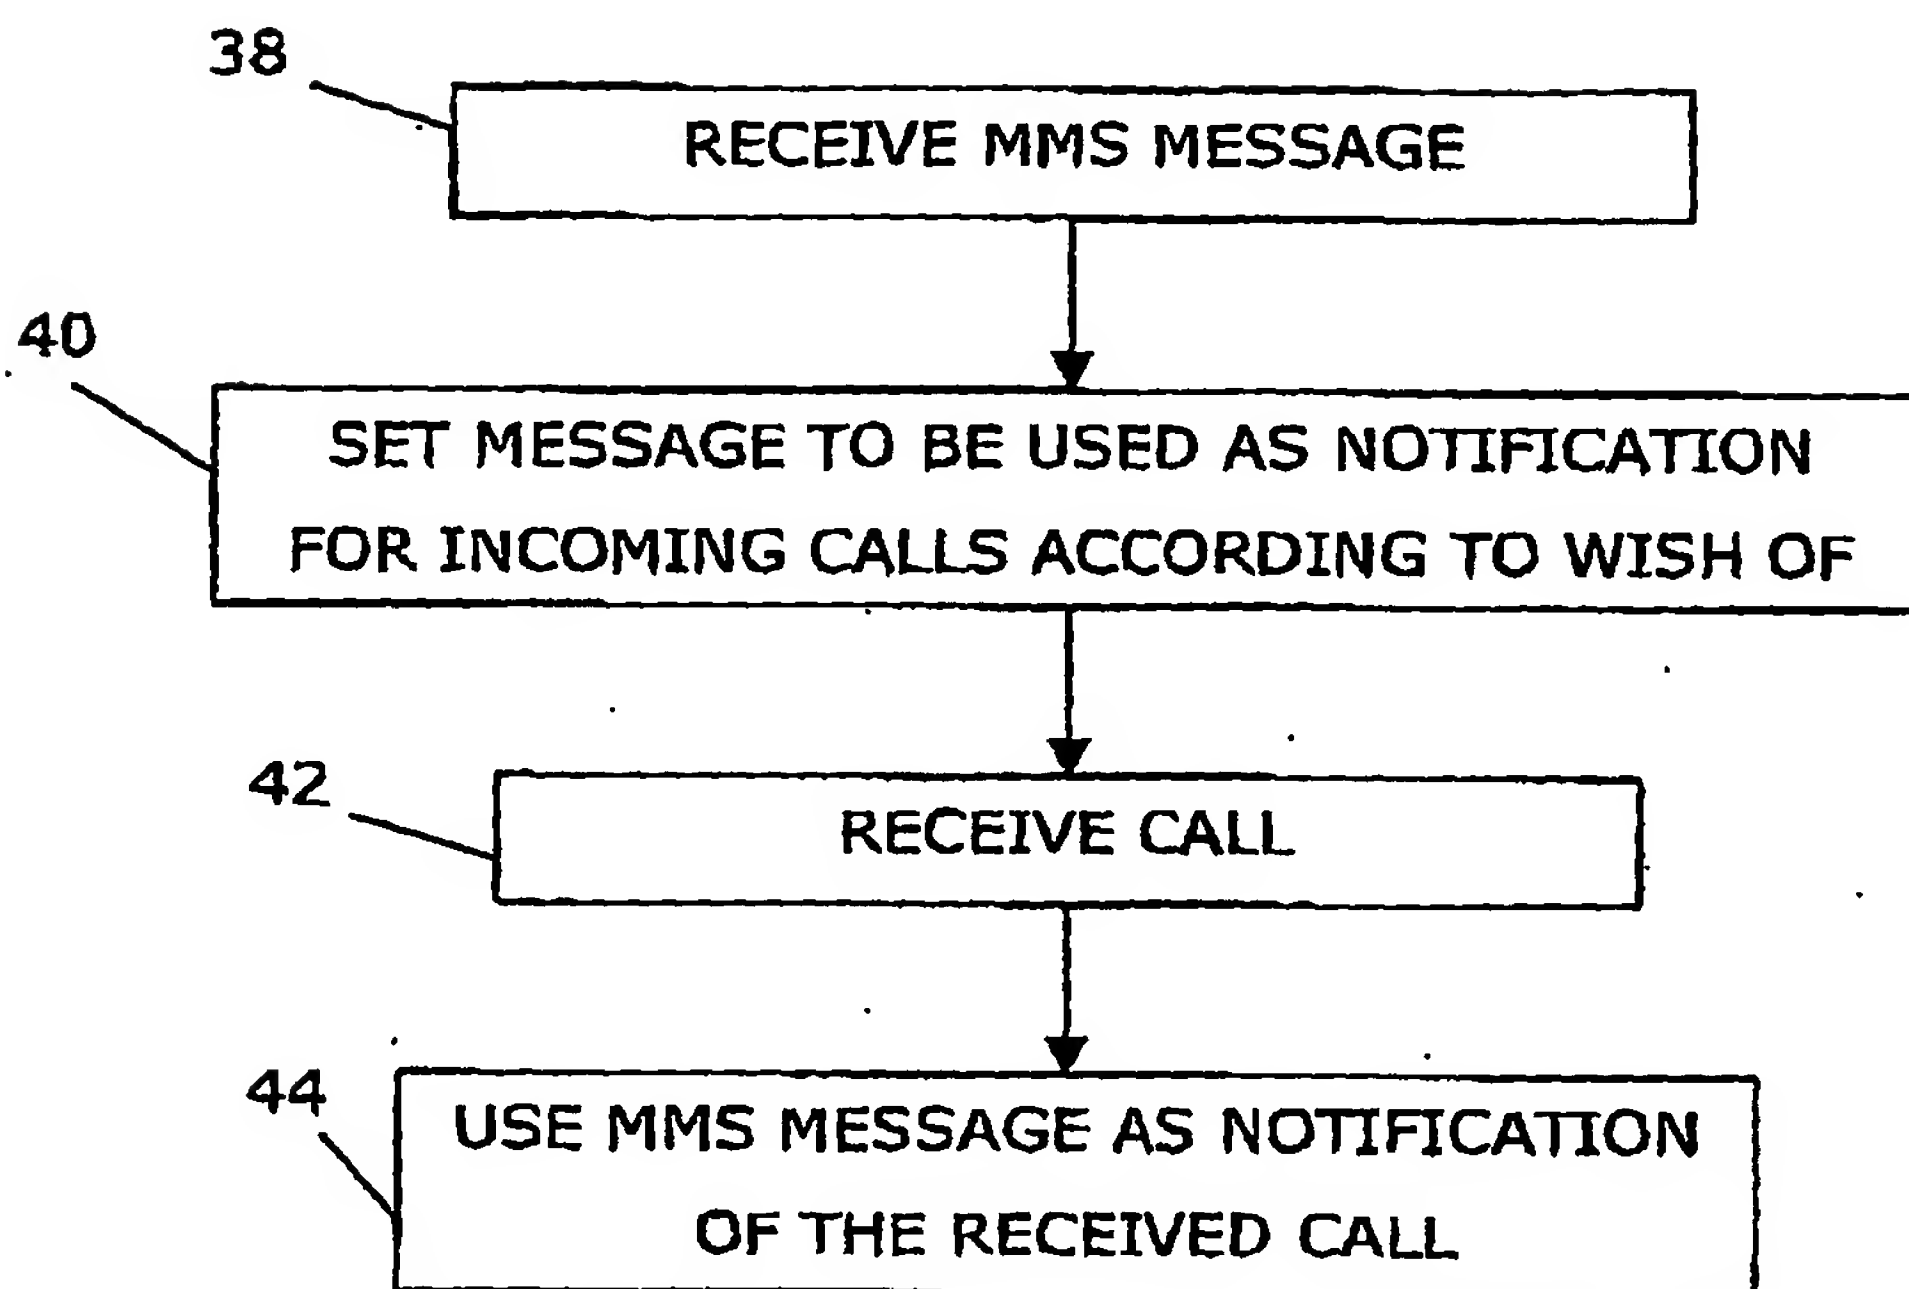 38
RECEIVE MMS MESSAGE
40
SET MESSAGE TO BE USED AS NOTIFICATION
FOR INCOMING CALLS ACCORDING TO WISH OF
42
RECEIVE CALL
44
USE MMS MESSAGE AS NOTIFICATION
OF THE RECEIVED CALL